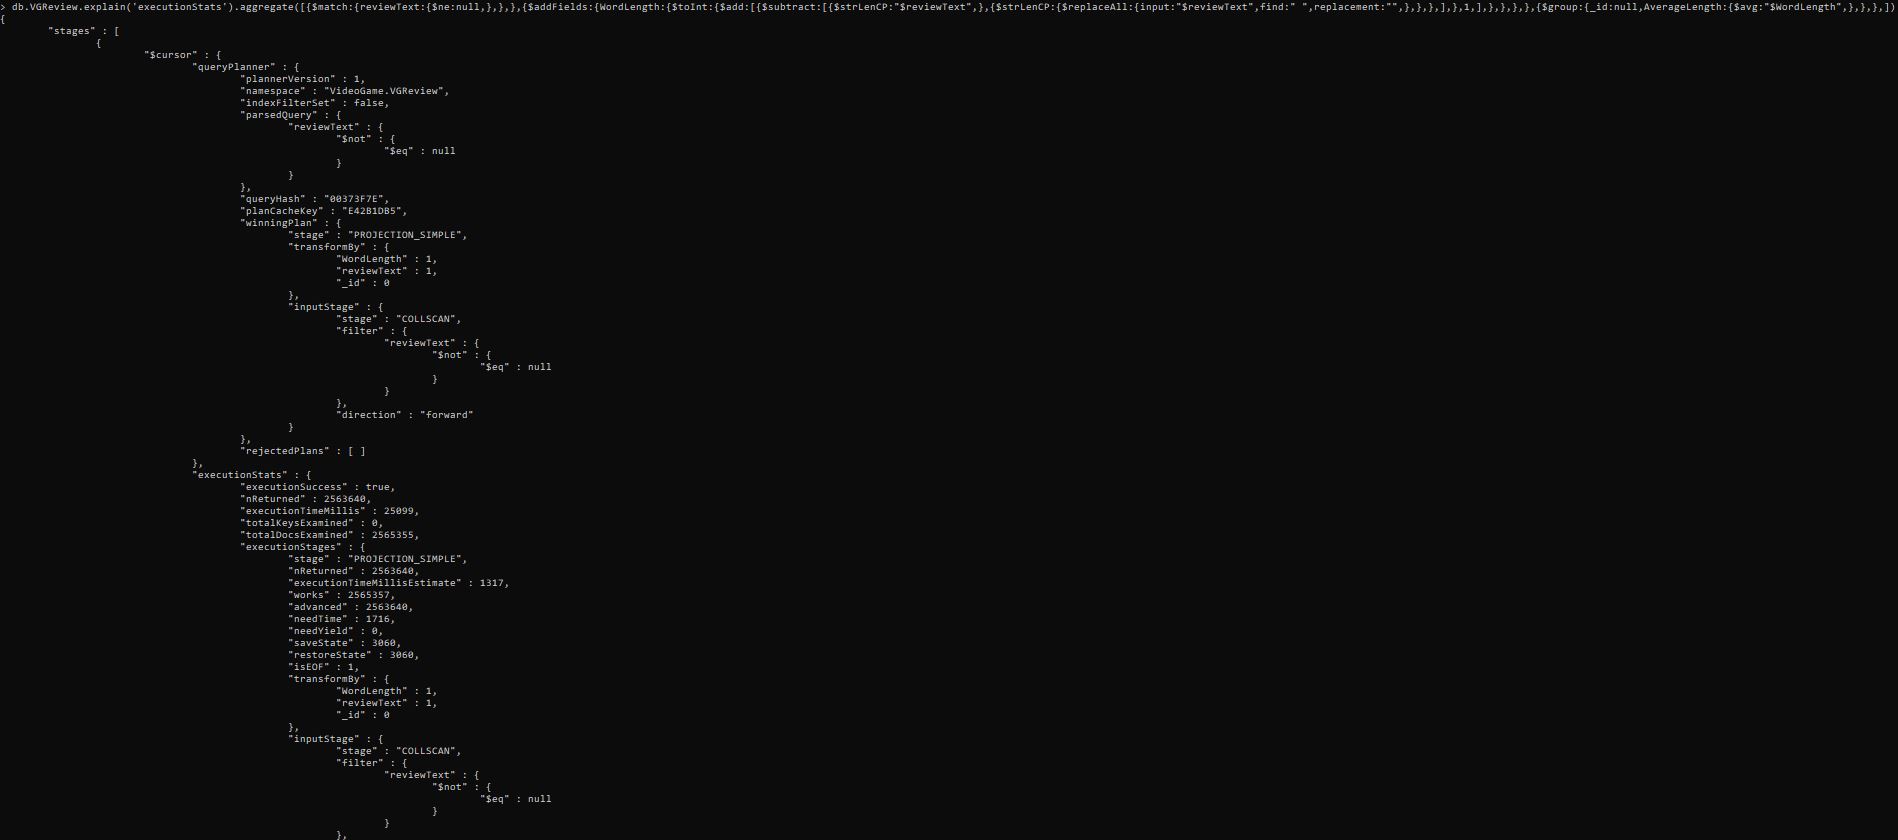 > db.VGReview.explain('executionStats').aggregate([{$match:{reviewText:{$ne:null,},},},{$addFields:{WordLength:{$toInt:{$add:[{$subtract:[{$strLenCP:"$reviewText",},{$strLenCP:{$replaceAll:{input:"$reviewText",find:" ",replacement:"",},},},],},1,],},},},},{$group:{_id:null,AverageLength:{$avg:"$WordLength",},},},])
{
"stages" : [
{
"$cursor" : {
"queryPlanner" : {
"plannerVersion" : 1,
"namespace" : "VideoGame.VGReview",
"indexFilterSet" : false,
"parsedQuery" : {
"reviewText" : {
"$not" : {
"$eq" : null
}
}
},
"queryHash" : "00373F7E",
"planCacheKey" : "E42B1DB5",
"winningPlan" : {
"stage" : "PROJECTION_SIMPLE",
"transformBy" : {
"WordLength" : 1,
"reviewText" : 1,
"_id" : 0
},
"inputStage" : {
"stage" : "COLLSCAN",
"filter" : {
"reviewText" : {
"$not" : {
"$eq" : null
}
}
},
"direction" : "forward"
}
},
"rejectedPlans" : [ ]
},
"executionStats" : {
"executionSuccess" : true,
"nReturned" : 2563640,
"executionTimeMillis" : 25099,
"totalKeysExamined" : 0,
"totalDocsExamined" : 2565355,
"executionStages" : {
"stage" : "PROJECTION_SIMPLE",
"nReturned" : 2563640,
"executionTimeMillisEstimate" : 1317,
"works" : 2565357,
"advanced" : 2563640,
"needTime" : 1716,
"needYield" : 0,
"saveState" : 3060,
"restoreState" : 3060,
"isEOF" : 1,
"transformBy" : {
"WordLength" : 1,
"reviewText" : 1,
"_id" : 0
},
"inputStage" : {
"stage" : "COLLSCAN",
"filter" : {
"reviewText" : {
"$not" : {
"$eq" : null
}
}
},